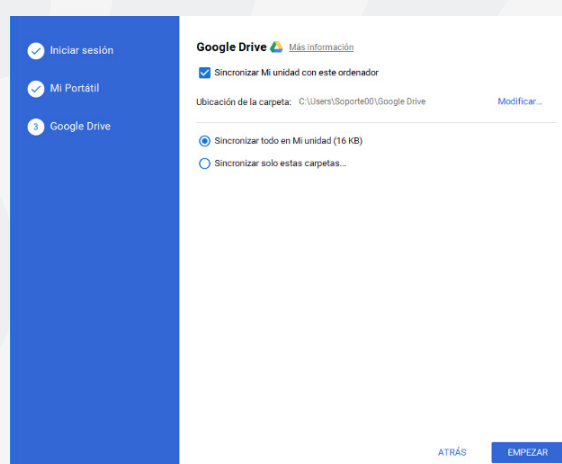 Iniciar sesión
Mi Portátil
3 Google Drive
Google Drive Más información
Sincronizar Mi unidad con este ordenador
Ubicación de la carpeta: C:\Users\Soporte00\Google Drive Modificar...
Sincronizar todo en Mi unidad (16 KB)
Sincronizar solo estas carpetas...
ATRÁS EMPEZAR